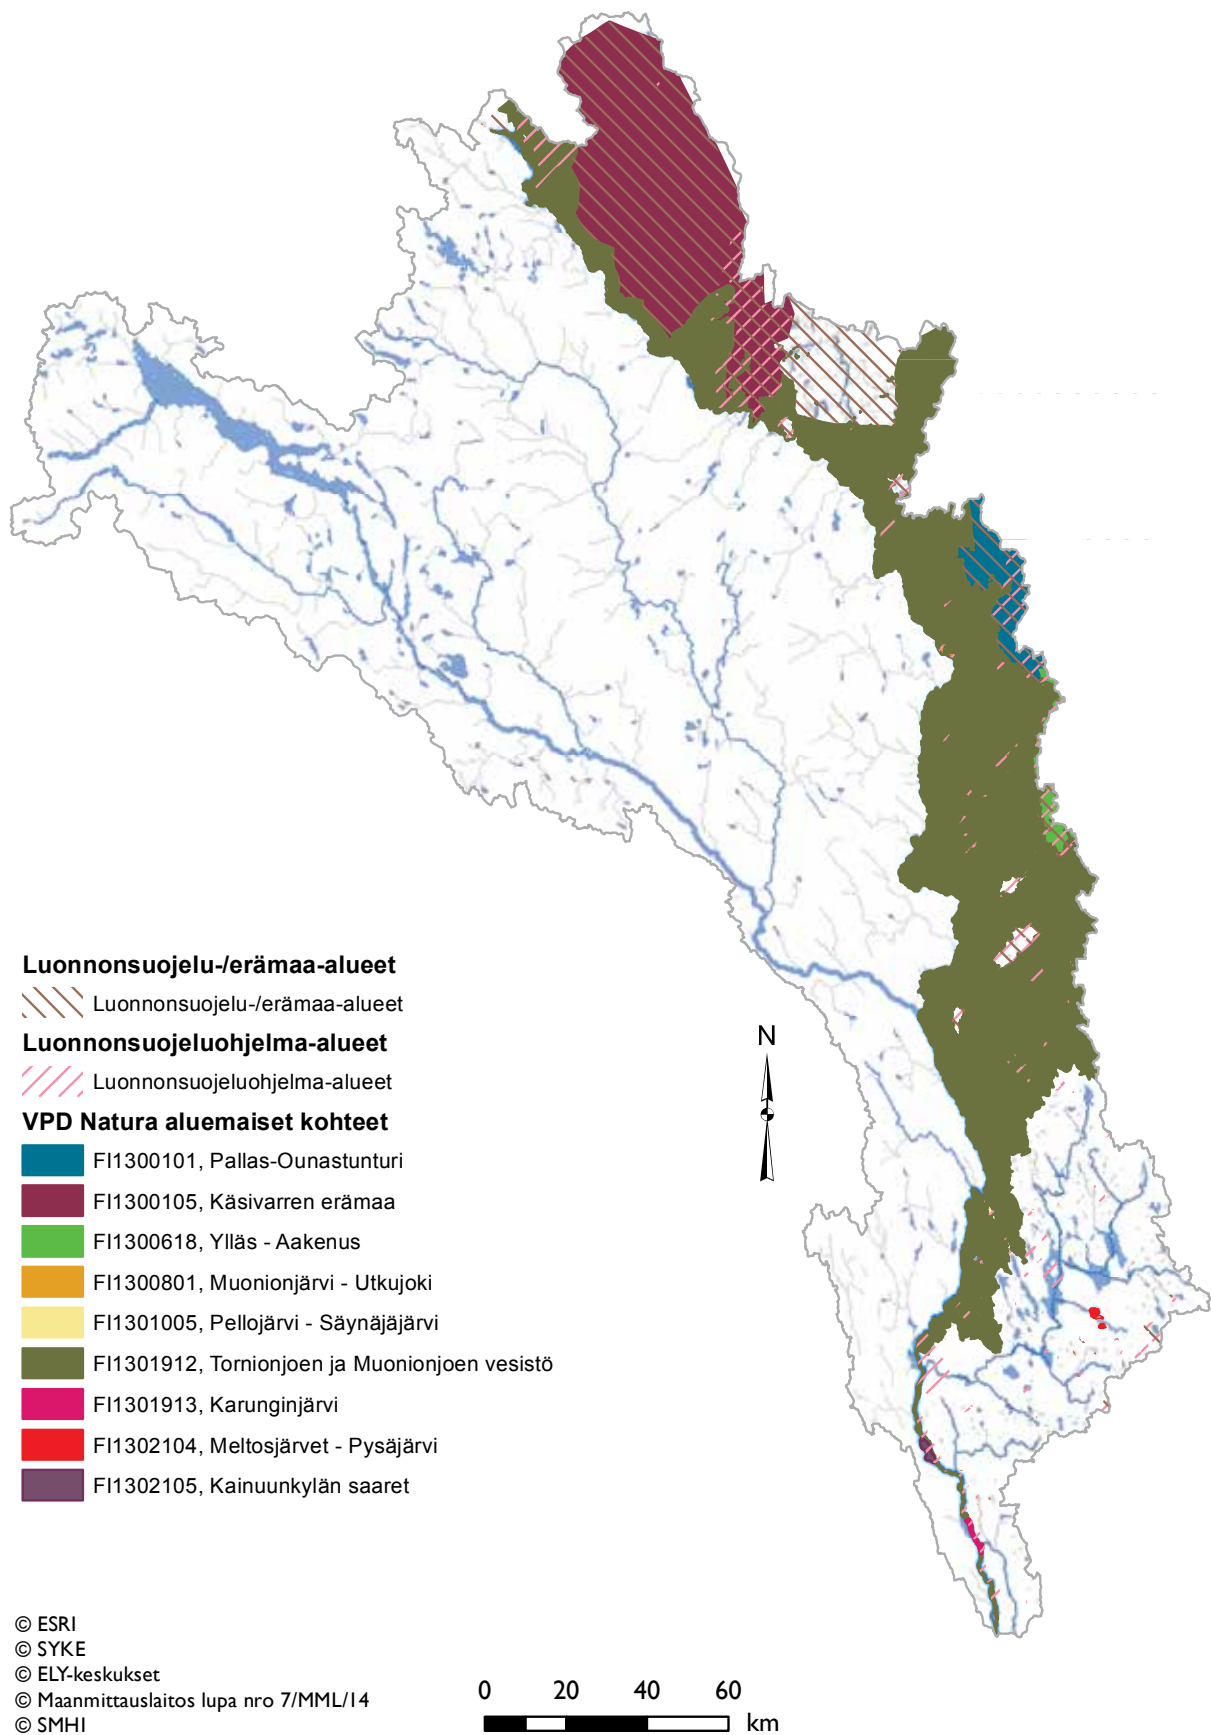 N
Luonnonsuojelu-/erämaa-alueet
Luonnonsuojelu-/erämaa-alueet
Luonnonsuojeluohjelma-alueet
Luonnonsuojeluohjelma-alueet
VPD Natura aluemaiset kohteet
FI1300101, Pallas-Ounastunturi
FI1300105, Käsivarren erämaa
FI1300618, Ylläs - Aakenus
FI1300801, Muonionjärvi - Utkujoki
FI1301005, Pellojärvi - Säynäjäjärvi
FI1301912, Tornionjoen ja Muonionjoen vesistö
FI1301913, Karunginjärvi
FI1302104, Meltosjärvet - Pysäjärvi
FI1302105, Kainuunkylän saaret
© ESRI
© SYKE
© ELY-keskukset
© Maanmittauslaitos lupa nro 7/MML/14
© SMHI
0 20 40 60
km